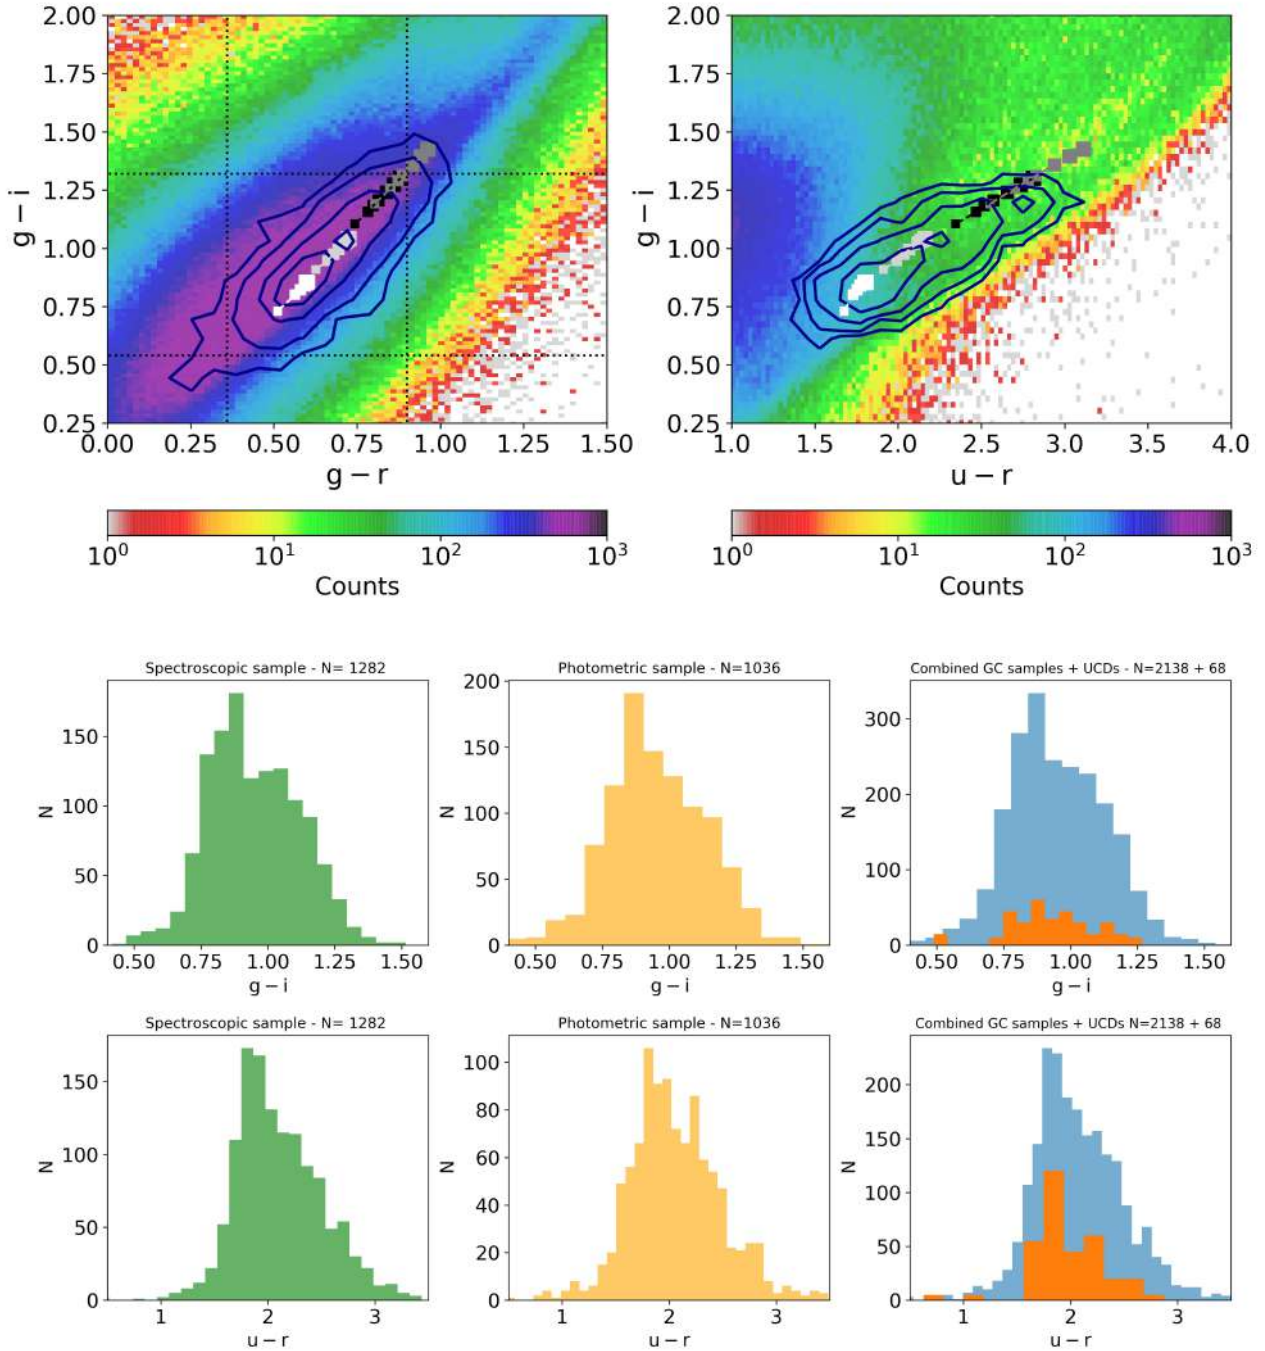 2.00
1.75
1.50
1.25
1.00
0.75
0.50
0.25
g − i
0.00 0.25 0.50 0.75 1.00 1.25 1.50
g − r
2.00
1.75
1.50
1.25
1.00
0.75
0.50
0.25
g − i
1.0 1.5 2.0 2.5 3.0 3.5 4.0
u − r
10⁰ 10¹ 10² 10³
Counts
10⁰ 10¹ 10² 10³
Counts
Spectroscopic sample - N= 1282
150
100
50
0
N
0.50 0.75 1.00 1.25 1.50
g − i
Photometric sample - N=1036
200
150
100
50
0
N
0.50 0.75 1.00 1.25 1.50
g − i
Combined GC samples + UCDs - N=2138 + 68
300
200
100
0
N
0.50 0.75 1.00 1.25 1.50
g − i
Spectroscopic sample - N= 1282
150
100
50
0
N
1 2 3
u − r
Photometric sample - N=1036
100
80
60
40
20
0
N
1 2 3
u − r
Combined GC samples + UCDs N=2138 + 68
200
150
100
50
0
N
1 2 3
u − r